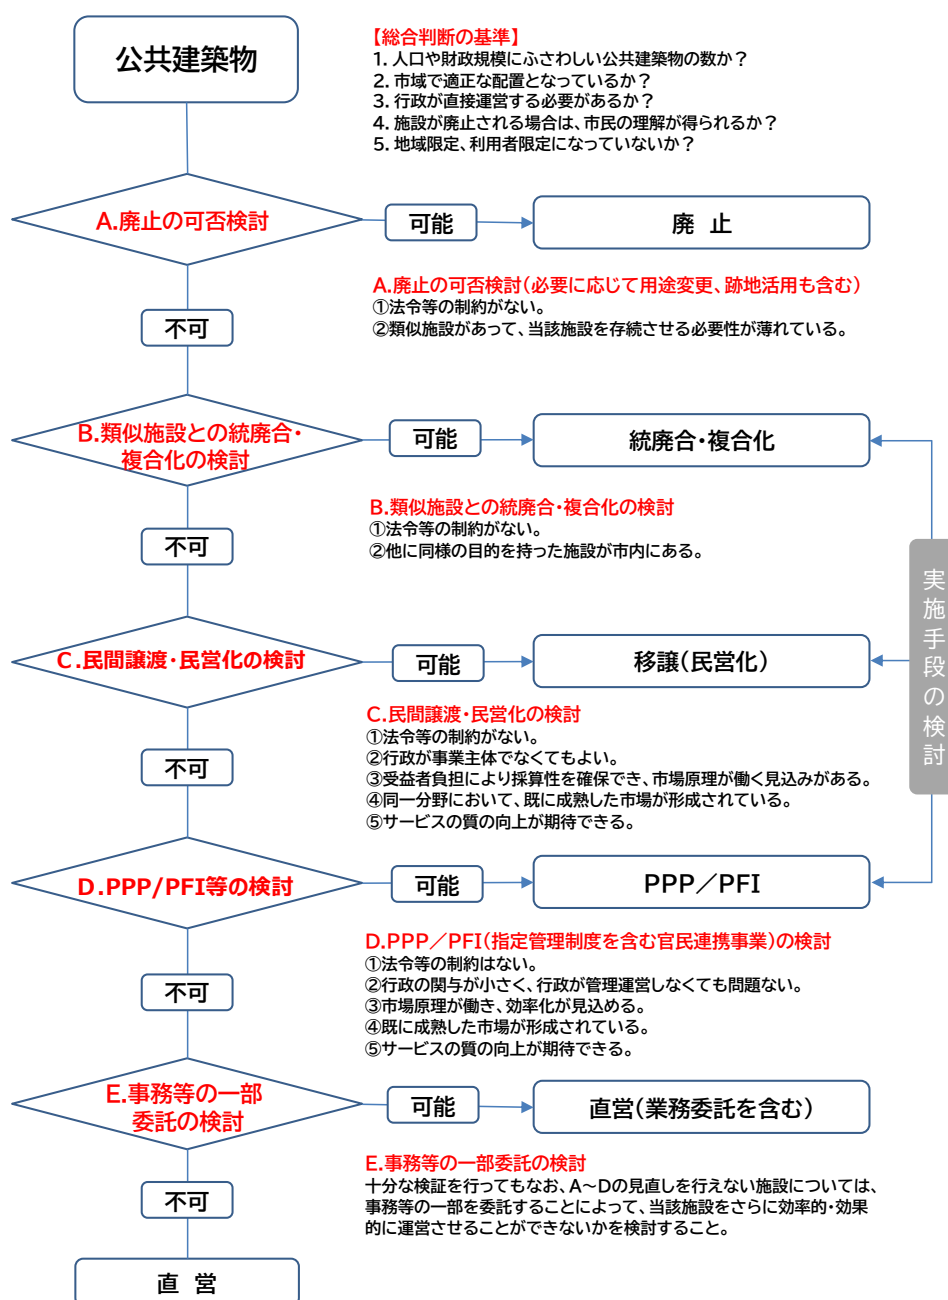 公共建築物
【総合判断の基準】
1. 人口や財政規模にふさわしい公共建築物の数か？
2. 市域で適正な配置となっているか？
3. 行政が直接運営する必要があるか？
4. 施設が廃止される場合は、市民の理解が得られるか？
5. 地域限定、利用者限定になっていないか？
A.廃止の可否検討
可能
廃 止
A.廃止の可否検討(必要に応じて用途変更、跡地活用も含む)
①法令等の制約がない。
②類似施設があって、当該施設を存続させる必要性が薄れている。
不可
B.類似施設との統廃合・
複合化の検討
可能
統廃合・複合化
B.類似施設との統廃合・複合化の検討
①法令等の制約がない。
②他に同様の目的を持った施設が市内にある。
不可
実施手段の検討
C.民間譲渡・民営化の検討
可能
移譲(民営化)
C.民間譲渡・民営化の検討
①法令等の制約がない。
②行政が事業主体でなくてもよい。
③受益者負担により採算性を確保でき、市場原理が働く見込みがある。
④同一分野において、既に成熟した市場が形成されている。
⑤サービスの質の向上が期待できる。
不可
D.PPP/PFI等の検討
可能
PPP／PFI
D.PPP／PFI(指定管理制度を含む官民連携事業)の検討
①法令等の制約はない。
②行政の関与が小さく、行政が管理運営しなくても問題ない。
③市場原理が働き、効率化が見込める。
④既に成熟した市場が形成されている。
⑤サービスの質の向上が期待できる。
不可
E.事務等の一部
委託の検討
可能
直営(業務委託を含む)
E.事務等の一部委託の検討
十分な検証を行ってもなお、A～Dの見直しを行えない施設については、
事務等の一部を委託することによって、当該施設をさらに効率的・効果
的に運営させることができないかを検討すること。
不可
直 営